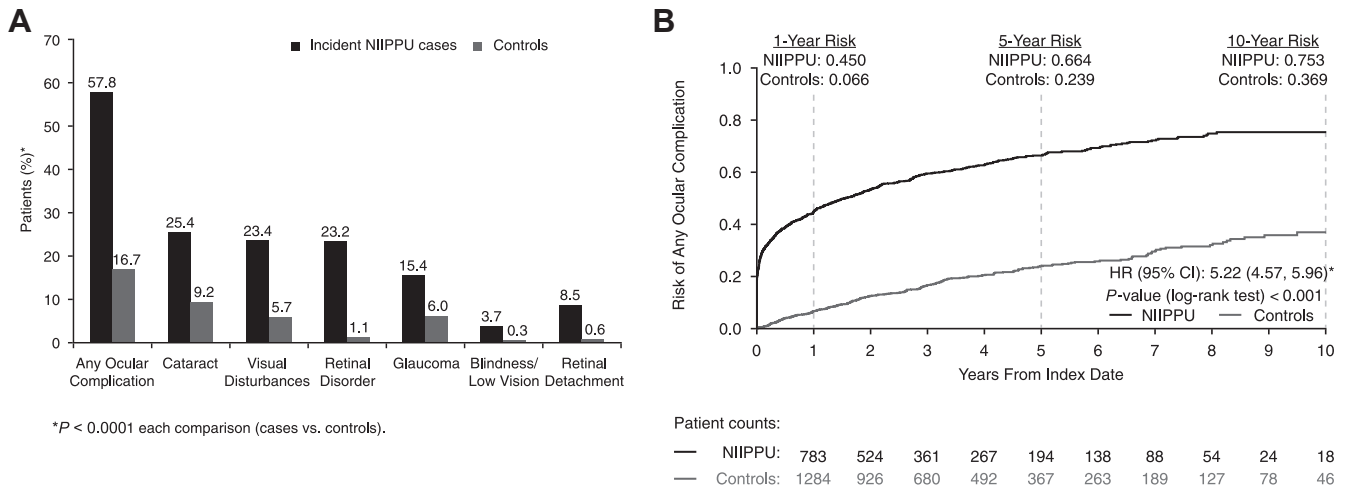 A
70
60
50
40
30
20
10
0
Patients (%)*
Incident NIIPPU cases Controls
57.8
16.7
25.4
9.2
23.4
5.7
23.2
1.1
15.4
6.0
3.7
0.3
8.5
0.6
Any Ocular
Complication
Cataract
Visual
Disturbances
Retinal
Disorder
Glaucoma
Blindness/
Low Vision
Retinal
Detachment
*P < 0.0001 each comparison (cases vs. controls).
B
1-Year Risk
NIIPPU: 0.450
Controls: 0.066
5-Year Risk
NIIPPU: 0.664
Controls: 0.239
10-Year Risk
NIIPPU: 0.753
Controls: 0.369
Risk of Any Ocular Complication
1.0
0.8
0.6
0.4
0.2
0.0
HR (95% CI): 5.22 (4.57, 5.96)*
P-value (log-rank test) < 0.001
NIIPPU Controls
0 1 2 3 4 5 6 7 8 9 10
Years From Index Date
Patient counts:
NIIPPU: 783 524 361 267 194 138 88 54 24 18
Controls: 1284 926 680 492 367 263 189 127 78 46